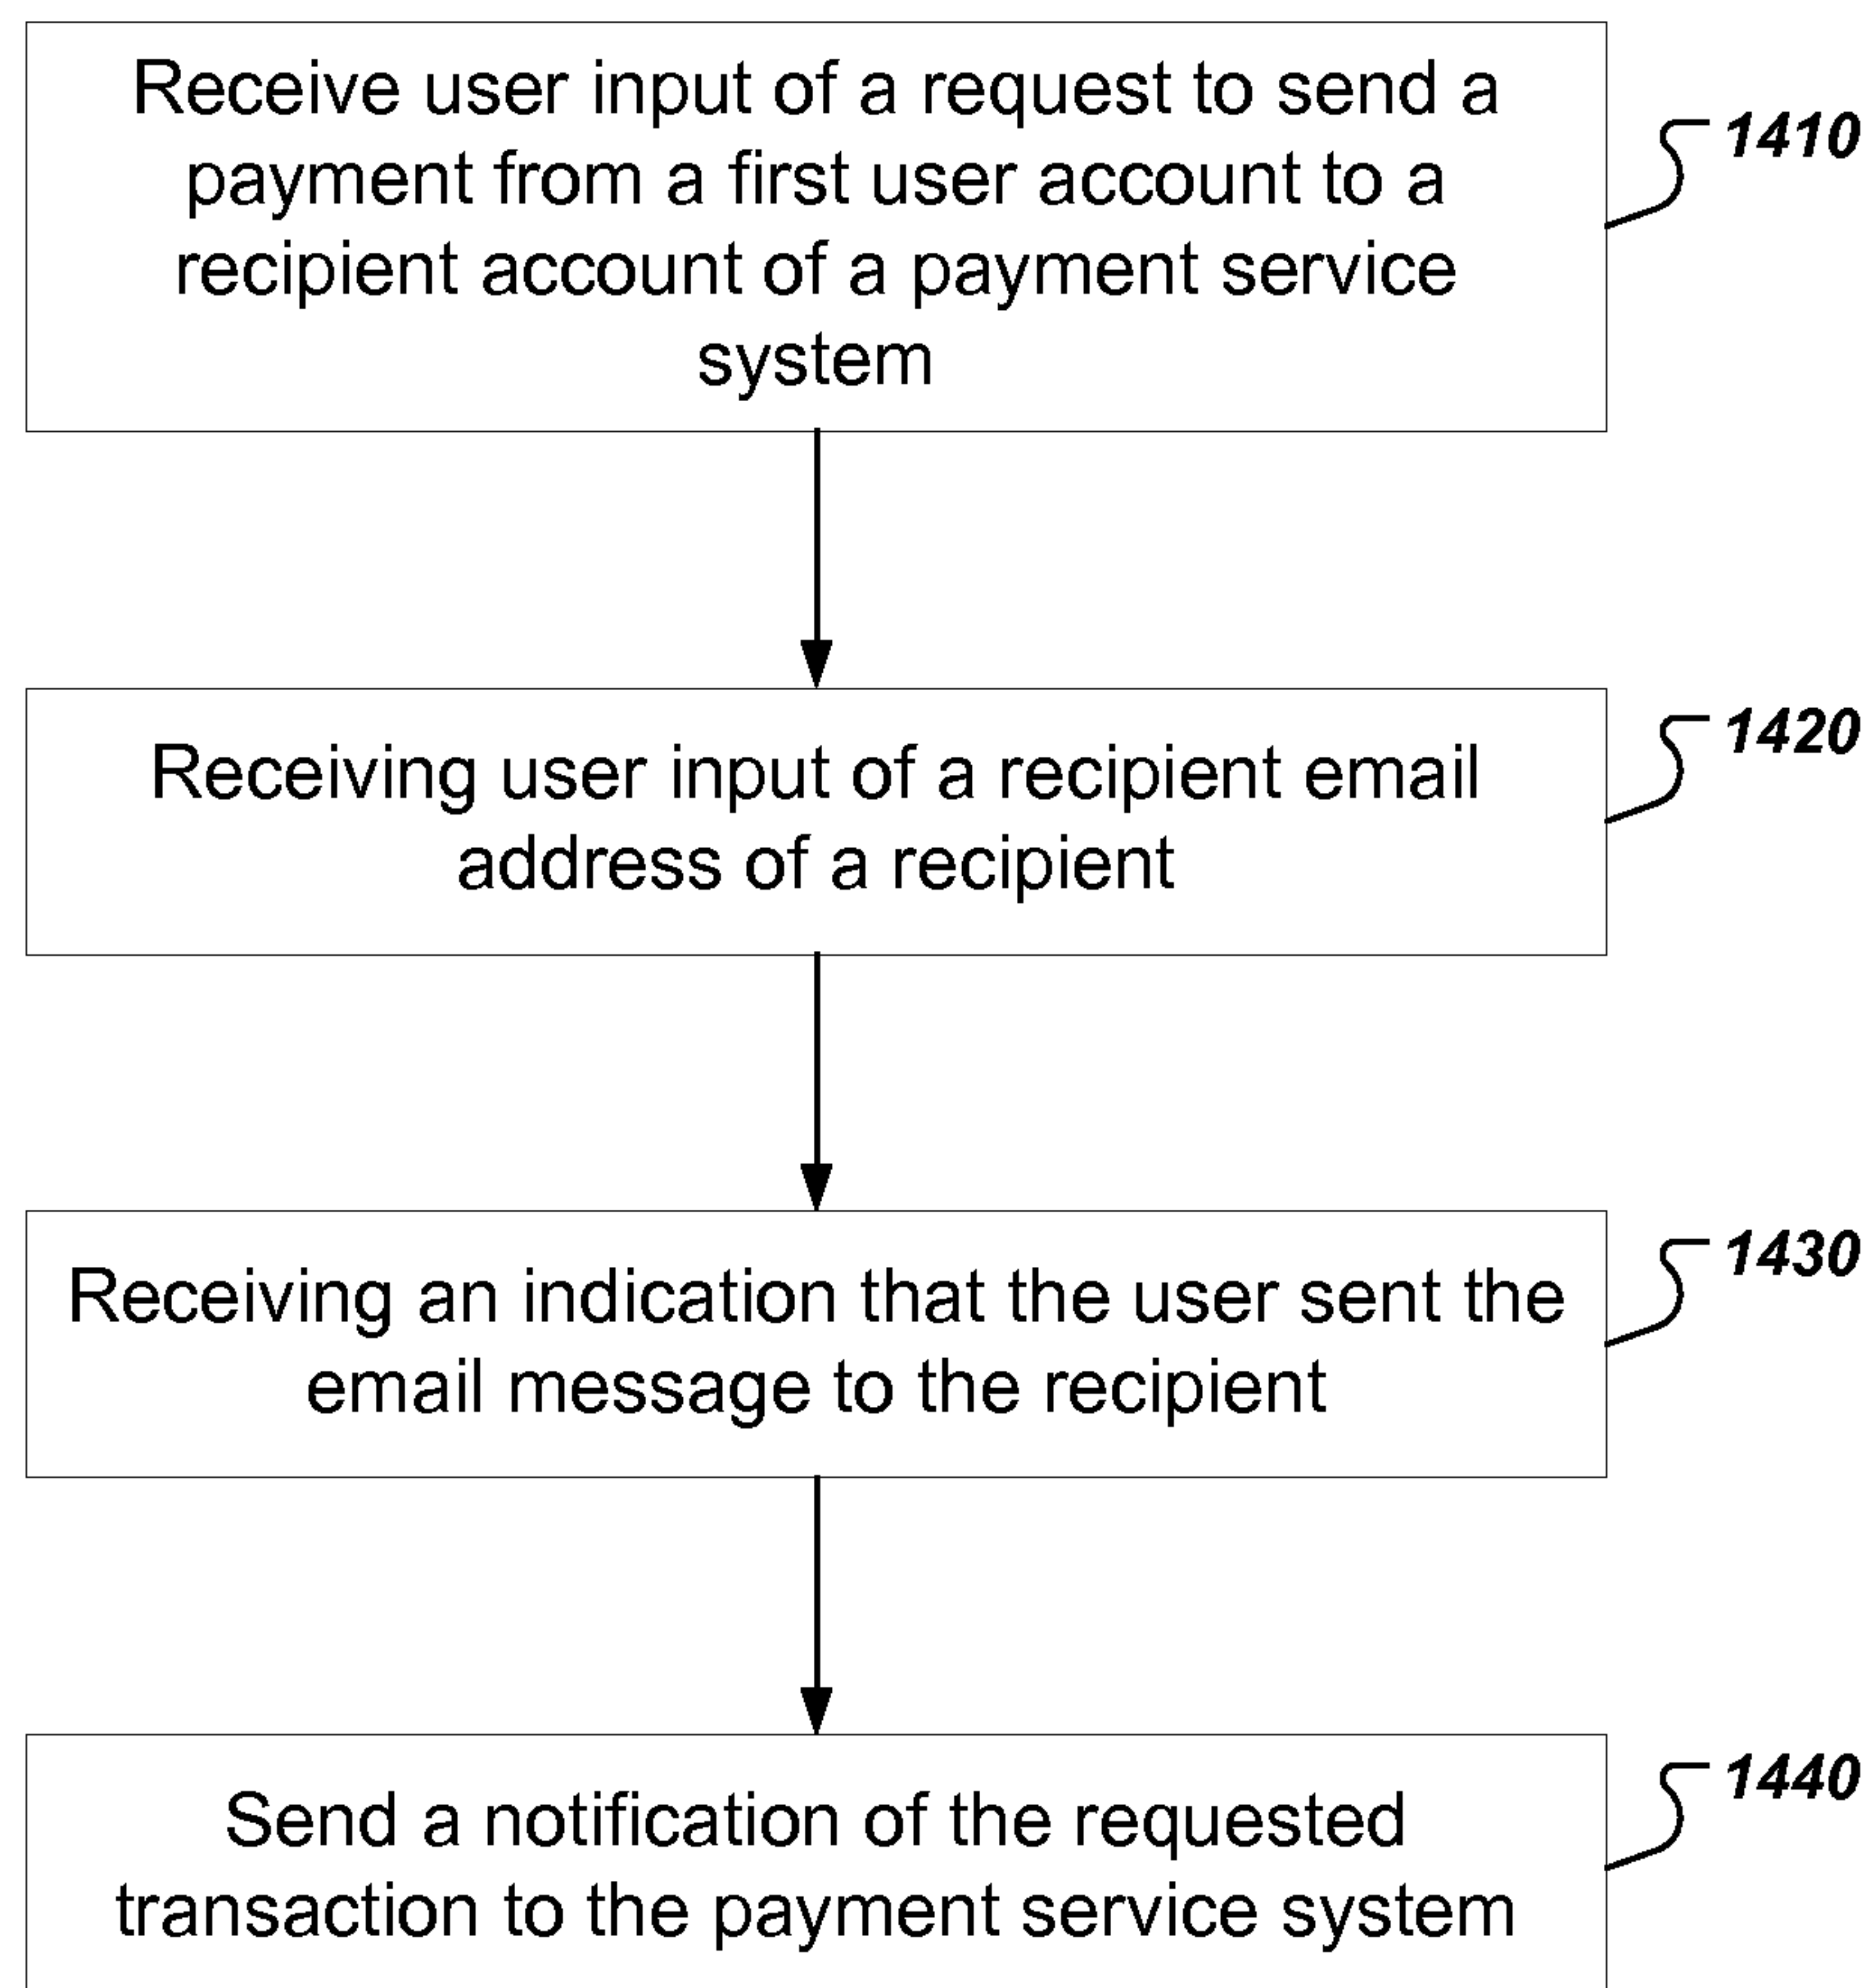 Receive user input of a request to send a
payment from a first user account to a
recipient account of a payment service
system
1410
Receiving user input of a recipient email
address of a recipient
1420
Receiving an indication that the user sent the
email message to the recipient
1430
Send a notification of the requested
transaction to the payment service system
1440